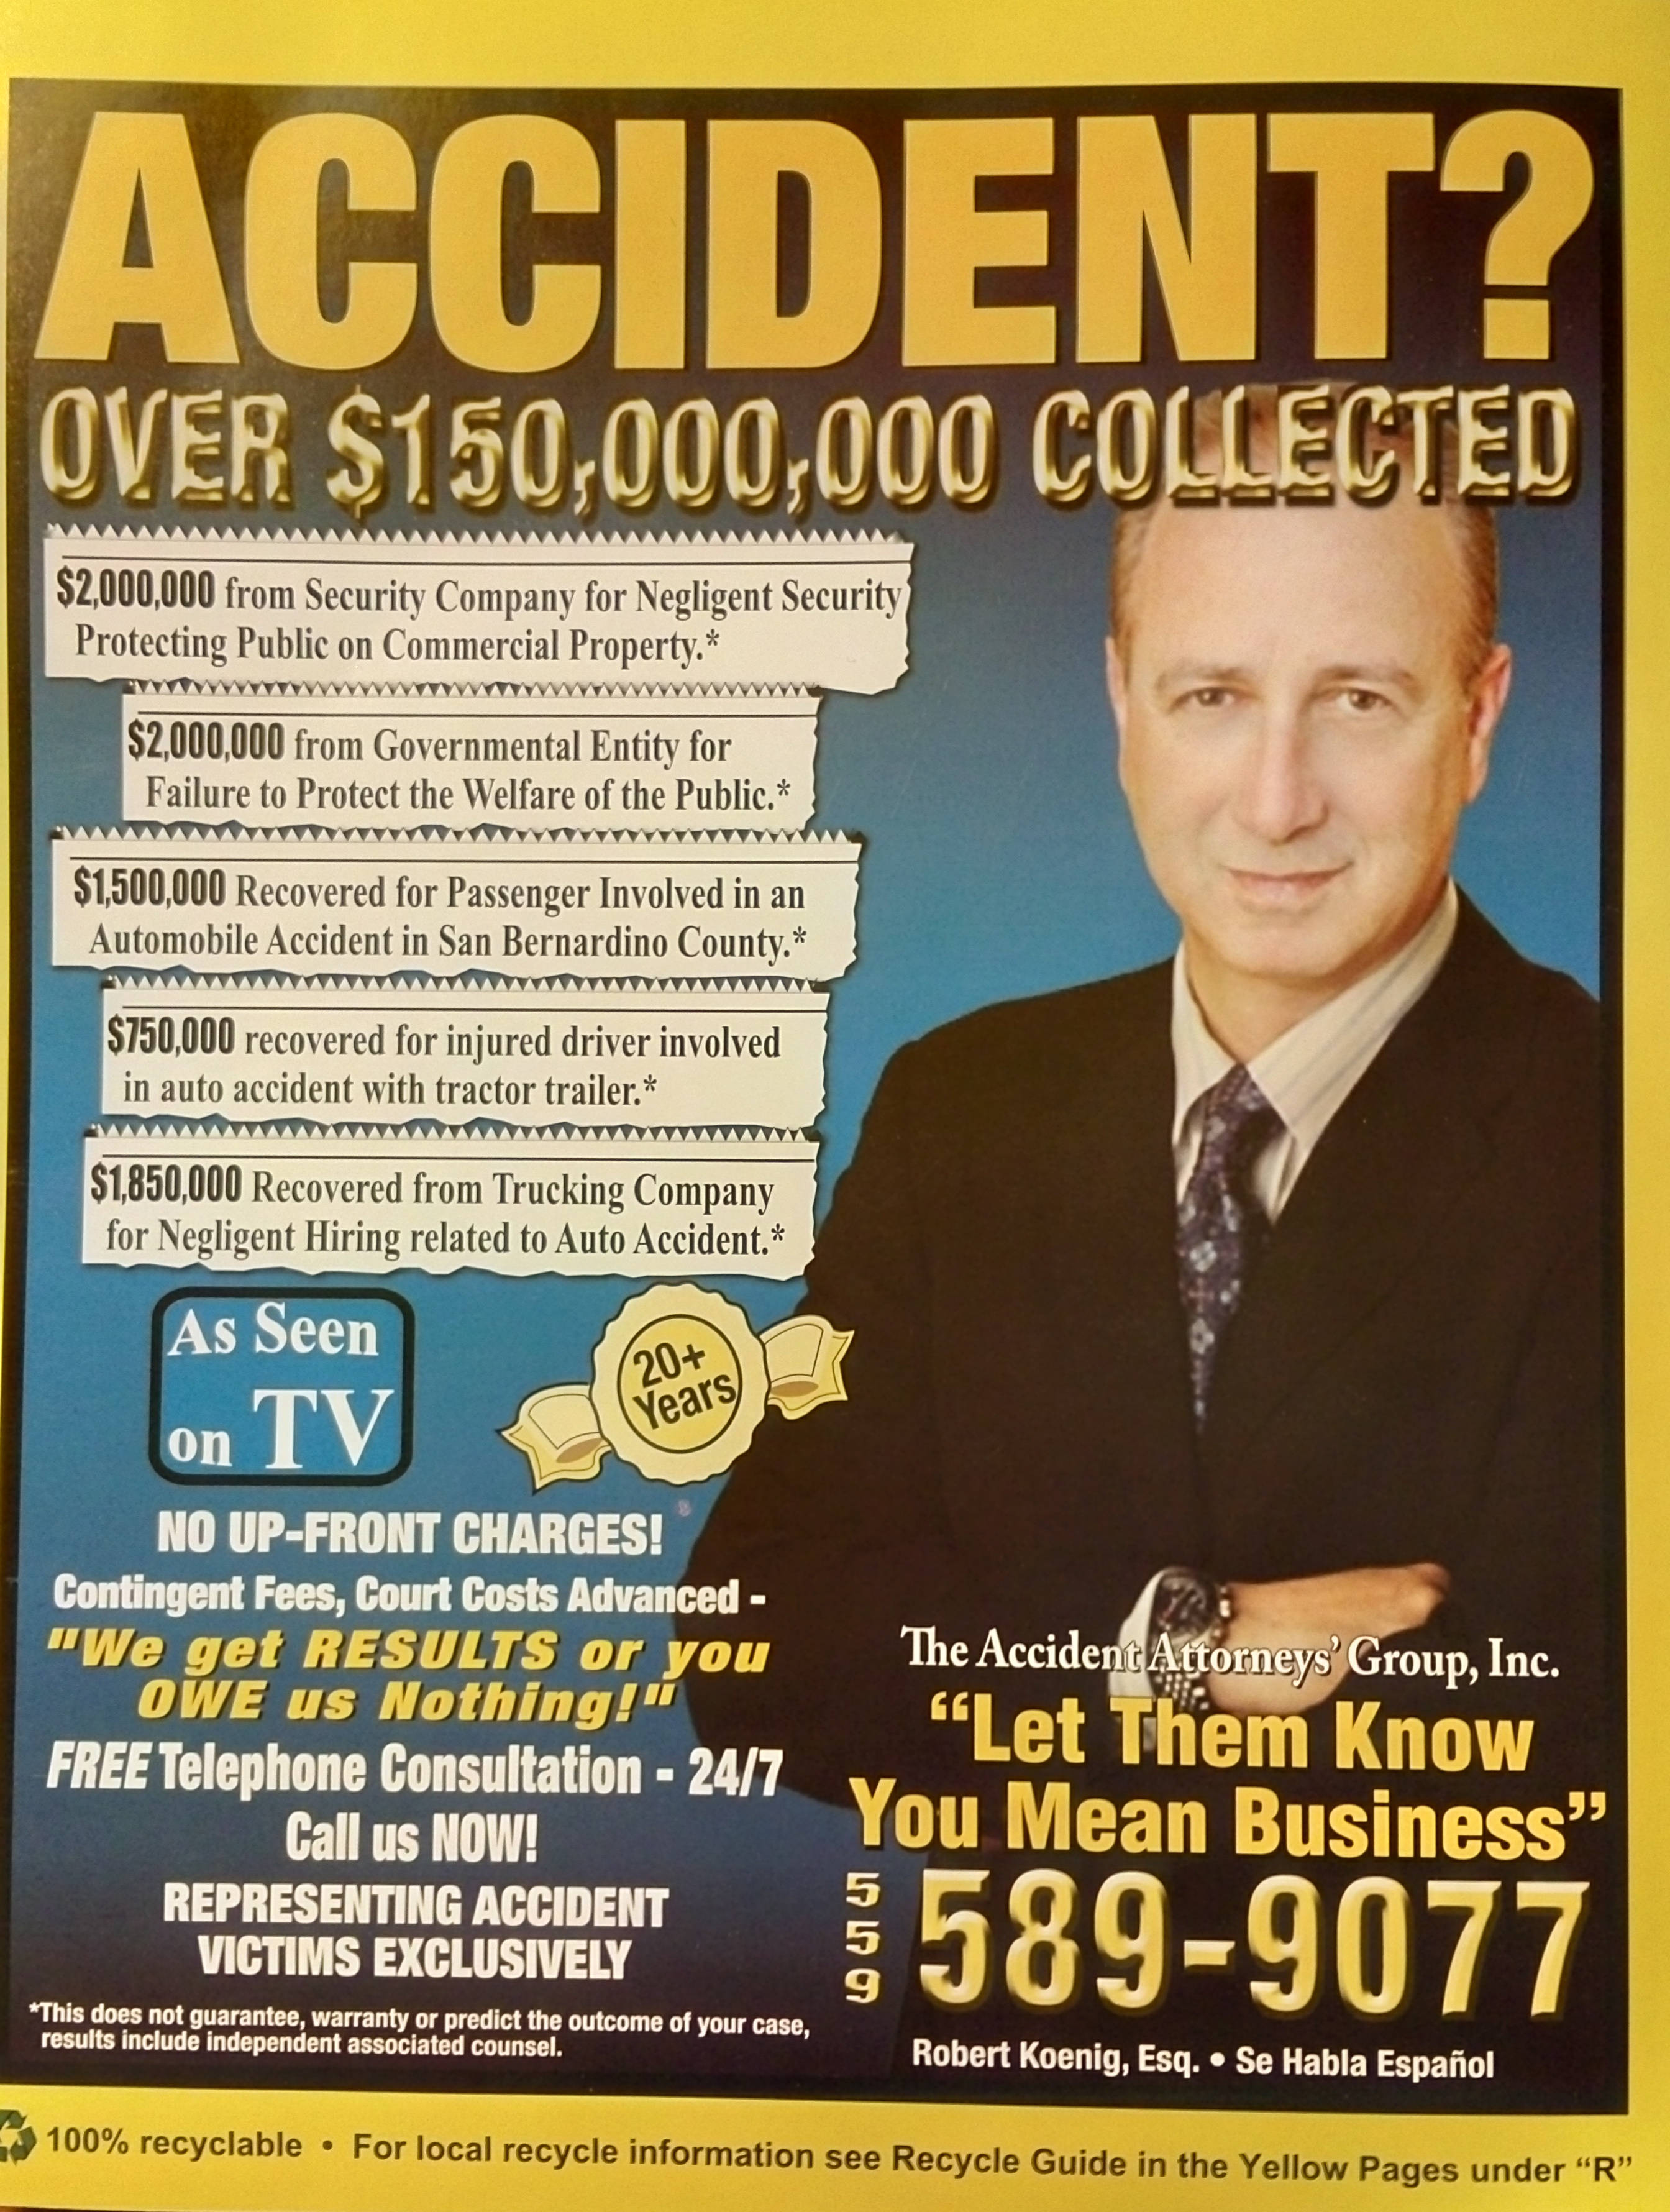 ACCIDENT?
OVER $150,000,000 COLLECTED
$2,000,000 from Security Company for Negligent Security
Protecting Public on Commercial Property.*
$2,000,000 from Governmental Entity for
Failure to Protect the Welfare of the Public.*
$1,500,000 Recovered for Passenger Involved in an
Automobile Accident in San Bernardino County.*
$750,000 recovered for injured driver involved
in auto accident with tractor trailer.*
$1,850,000 Recovered from Trucking Company
for Negligent Hiring related to Auto Accident.*
As Seen
on TV
20+
Years
NO UP-FRONT CHARGES!
Contingent Fees, Court Costs Advanced -
"We get RESULTS or you
OWE us Nothing!"
FREE Telephone Consultation - 24/7
Call us NOW!
REPRESENTING ACCIDENT
VICTIMS EXCLUSIVELY
*This does not guarantee, warranty or predict the outcome of your case,
results include independent associated counsel.
The Accident Attorneys' Group, Inc.
“Let Them Know
You Mean Business”
559 589-9077
Robert Koenig, Esq. • Se Habla Español
100% recyclable • For local recycle information see Recycle Guide in the Yellow Pages under “R”